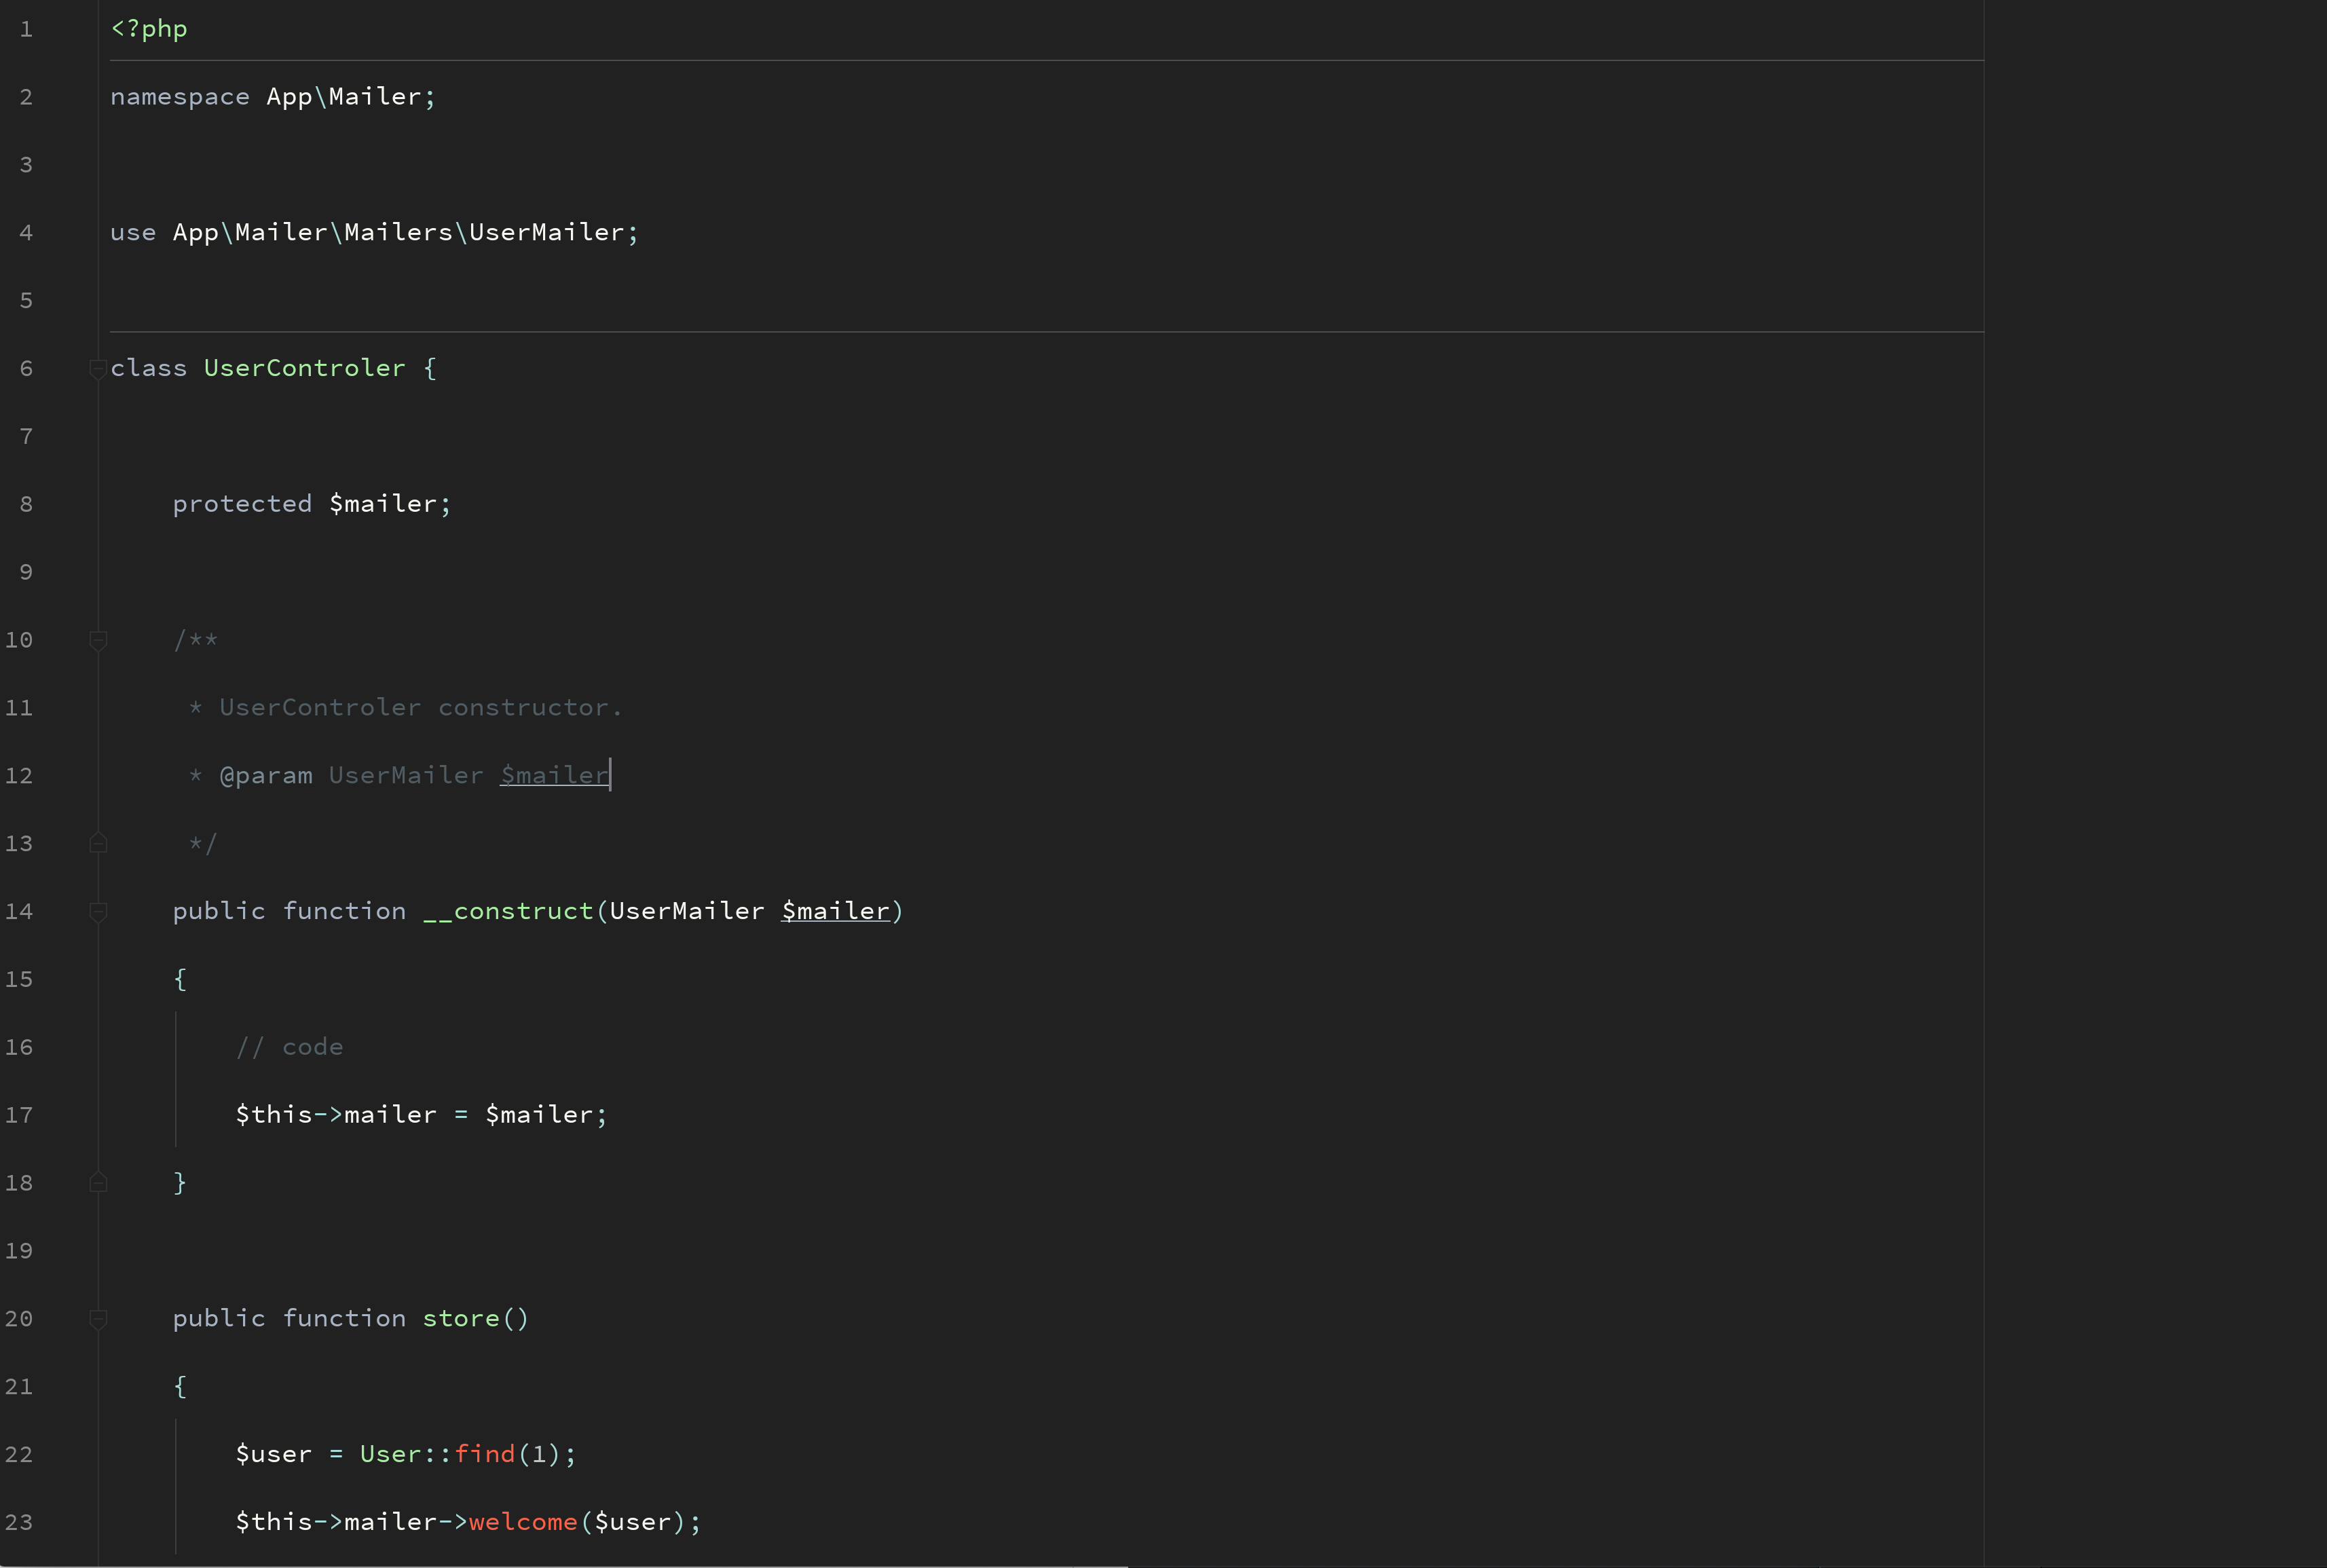 1 <?php
2 namespace App\Mailer;
3
4 use App\Mailer\Mailers\UserMailer;
5
6 class UserControler {
7
8     protected $mailer;
9
10     /**
11      * UserControler constructor.
12      * @param UserMailer $mailer
13      */
14     public function __construct(UserMailer $mailer)
15     {
16         // code
17         $this->mailer = $mailer;
18     }
19
20     public function store()
21     {
22         $user = User::find(1);
23         $this->mailer->welcome($user);